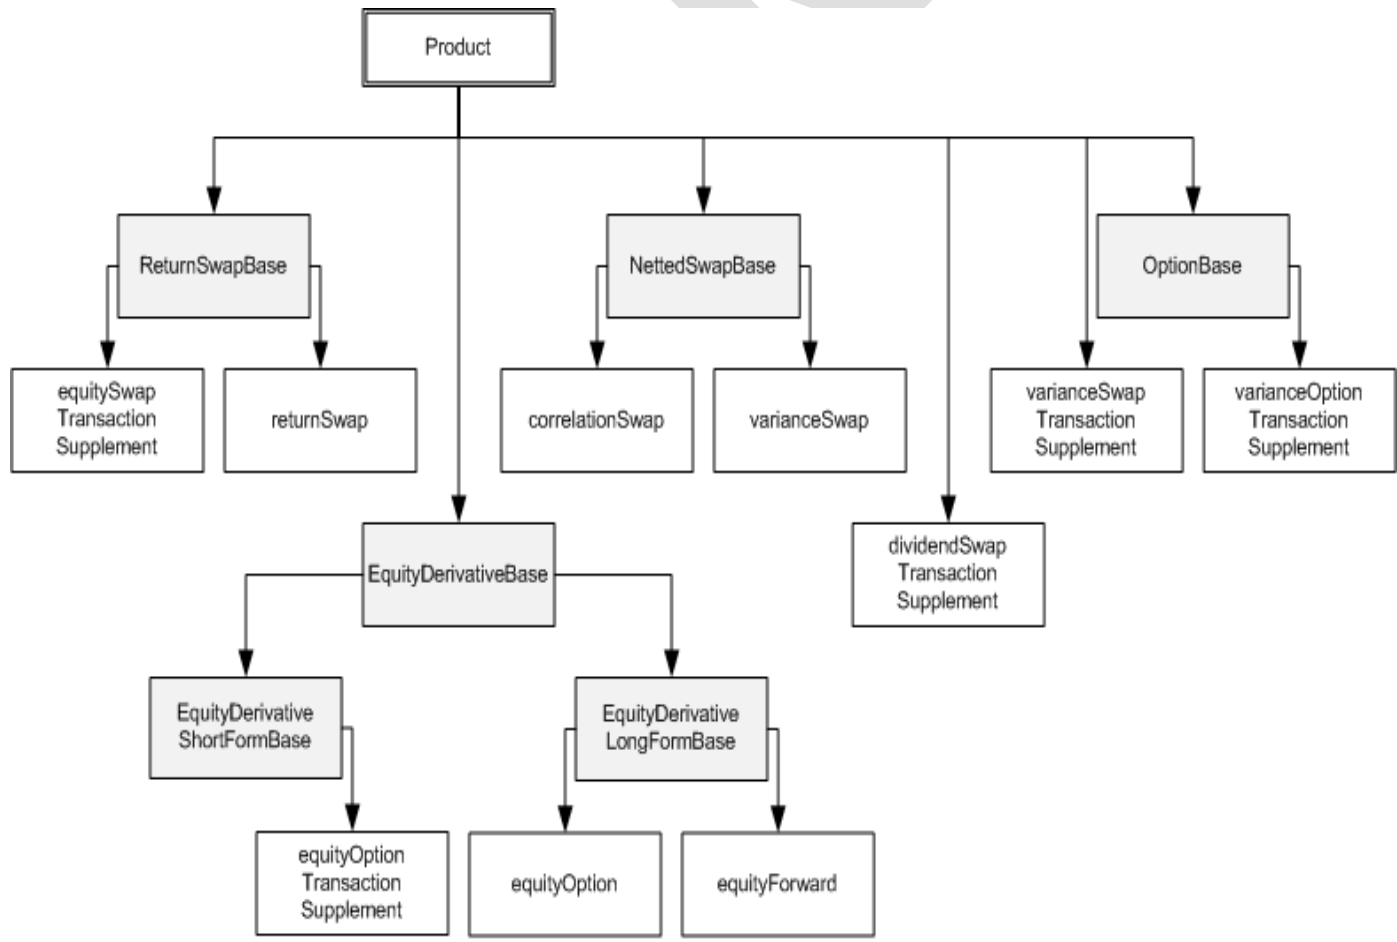 Product
ReturnSwapBase
NettedSwapBase
OptionBase
equitySwap
Transaction
Supplement
returnSwap
correlationSwap
varianceSwap
varianceSwap
Transaction
Supplement
varianceOption
Transaction
Supplement
EquityDerivativeBase
dividendSwap
Transaction
Supplement
EquityDerivative
ShortFormBase
EquityDerivative
LongFormBase
equityOption
Transaction
Supplement
equityOption
equityForward